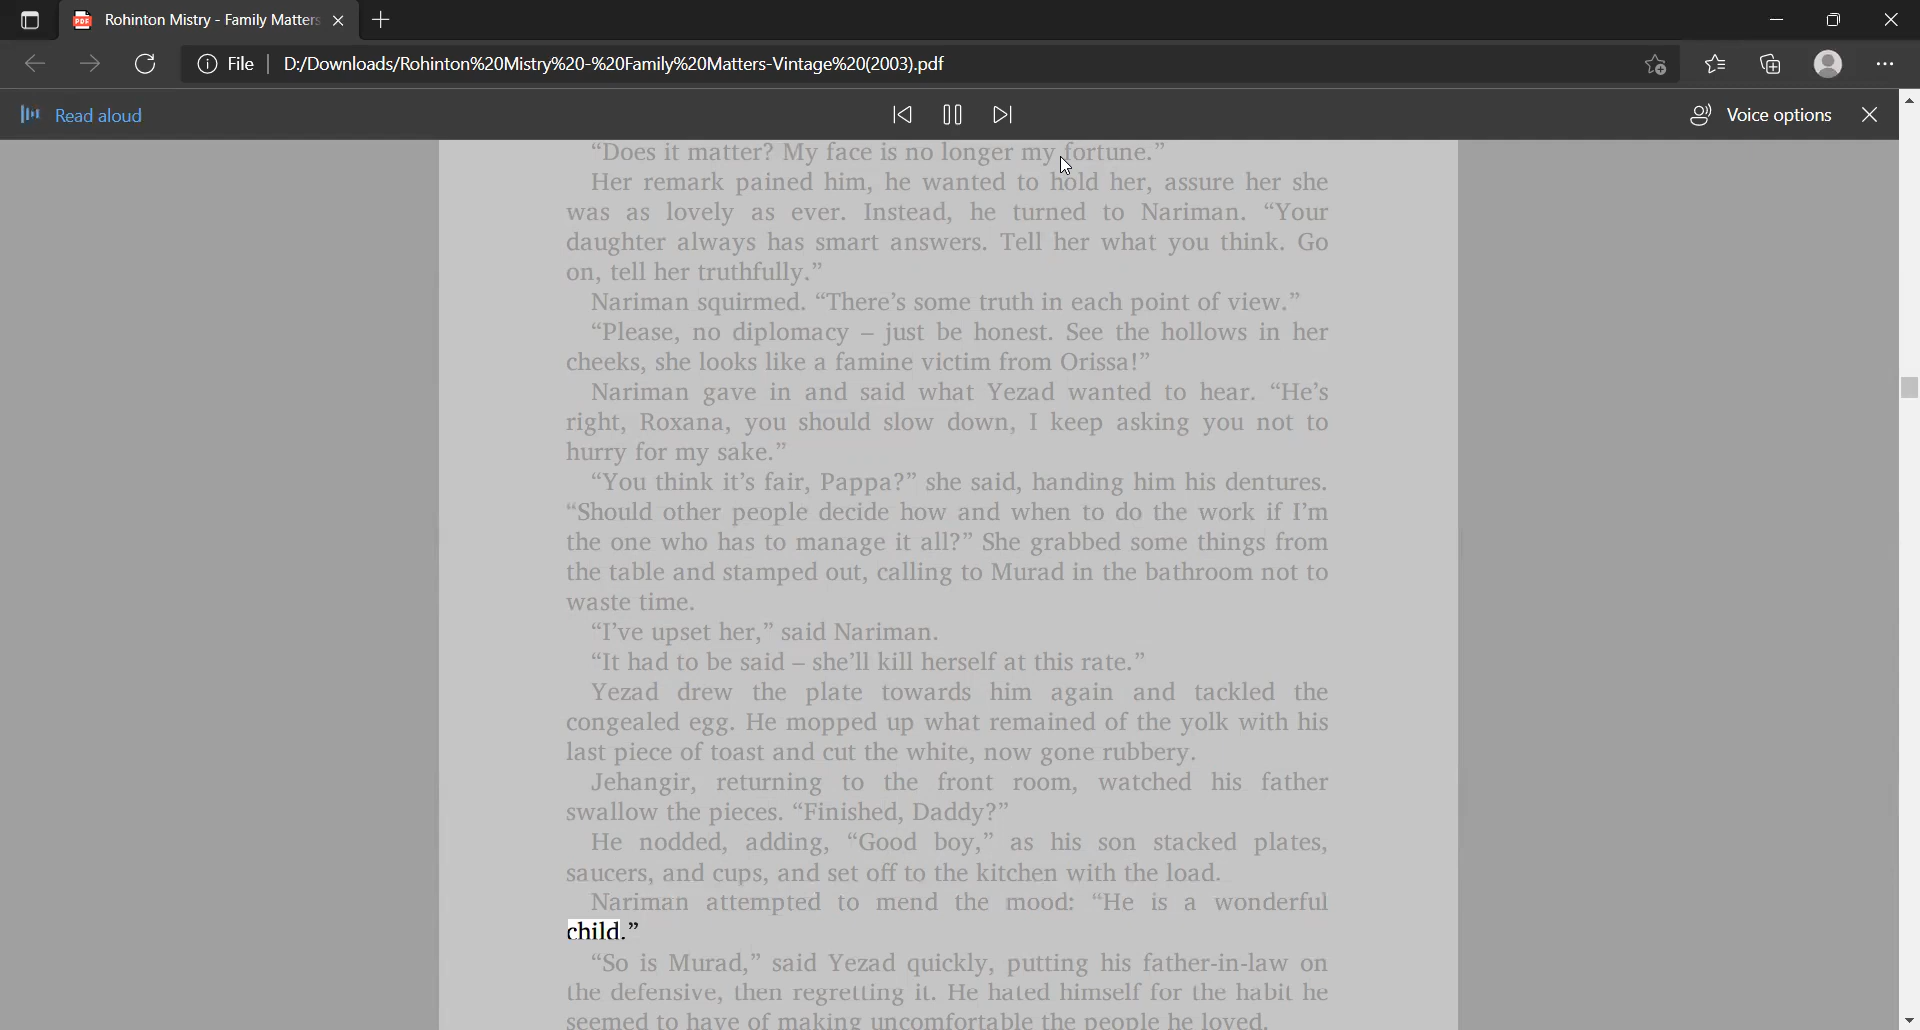 Rohinton Mistry - Family Matters
File D:/Downloads/Rohinton%20Mistry%20-%20Family%20Matters-Vintage%20(2003).pdf
Read aloud
Voice options
“Does it matter? My face is no longer my fortune.”
Her remark pained him, he wanted to hold her, assure her she
was as lovely as ever. Instead, he turned to Nariman. “Your
daughter always has smart answers. Tell her what you think. Go
on, tell her truthfully.”
Nariman squirmed. “There’s some truth in each point of view.”
“Please, no diplomacy – just be honest. See the hollows in her
cheeks, she looks like a famine victim from Orissa!”
Nariman gave in and said what Yezad wanted to hear. “He’s
right, Roxana, you should slow down, I keep asking you not to
hurry for my sake.”
“You think it’s fair, Pappa?” she said, handing him his dentures.
“Should other people decide how and when to do the work if I’m
the one who has to manage it all?” She grabbed some things from
the table and stamped out, calling to Murad in the bathroom not to
waste time.
“I’ve upset her,” said Nariman.
“It had to be said – she’ll kill herself at this rate.”
Yezad drew the plate towards him again and tackled the
congealed egg. He mopped up what remained of the yolk with his
last piece of toast and cut the white, now gone rubbery.
Jehangir, returning to the front room, watched his father
swallow the pieces. “Finished, Daddy?”
He nodded, adding, “Good boy,” as his son stacked plates,
saucers, and cups, and set off to the kitchen with the load.
Nariman attempted to mend the mood: “He is a wonderful
child.”
“So is Murad,” said Yezad quickly, putting his father-in-law on
the defensive, then regretting it. He hated himself for the habit he
seemed to have of making uncomfortable the people he loved.